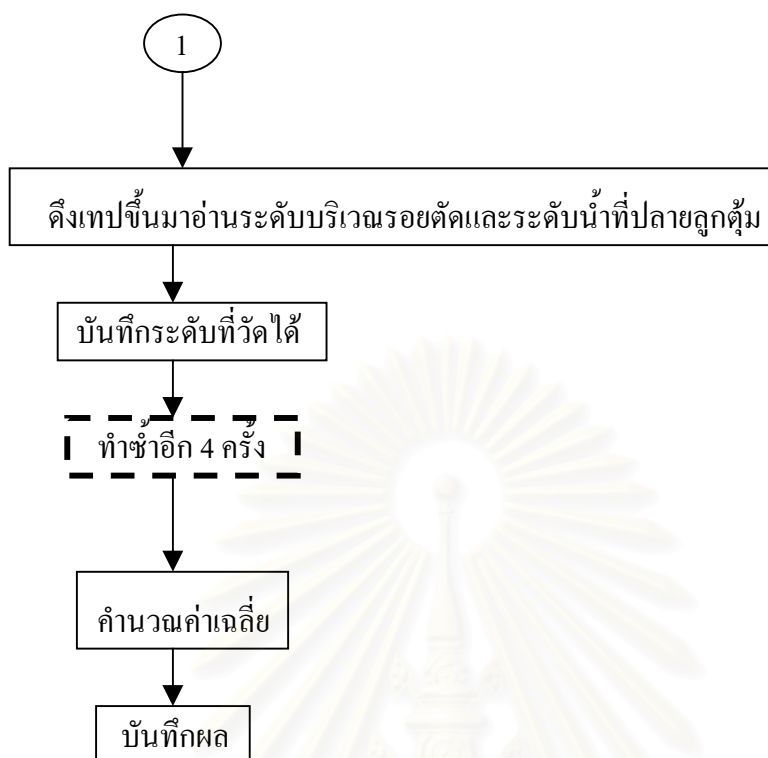 1
ดึงเทปขึ้นมาอ่านระดับบริเวณรอยตัดและระดับน้ำที่ปลายลูกตุ้ม
บันทึกระดับที่วัดได้
ทำซ้ำอีก 4 ครั้ง
คำนวณค่าเฉลี่ย
บันทึกผล